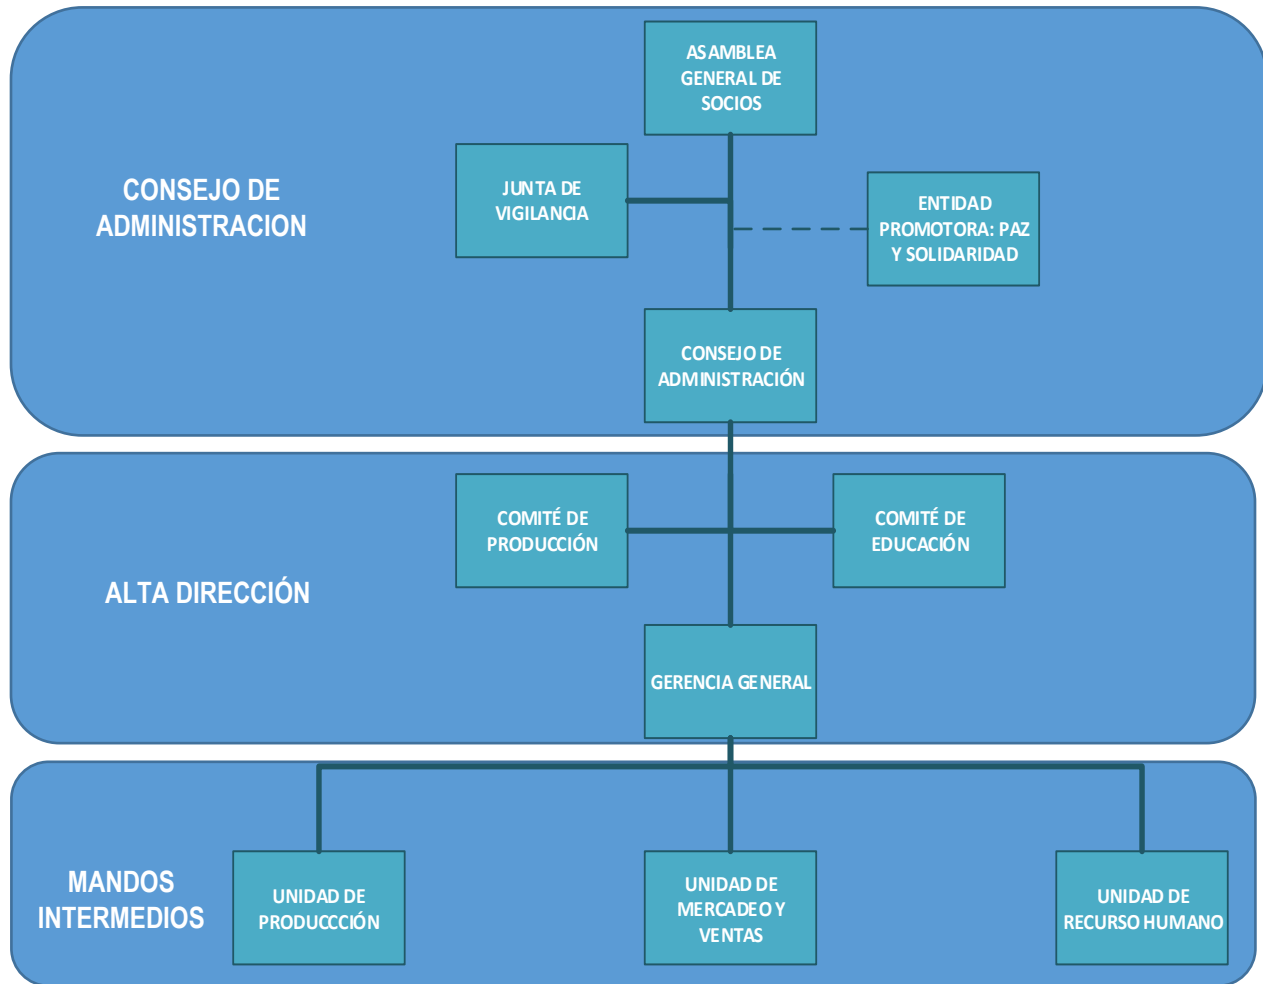 ASAMBLEA
GENERAL DE
SOCIOS
CONSEJO DE
ADMINISTRACION
JUNTA DE
VIGILANCIA
ENTIDAD
PROMOTORA: PAZ
Y SOLIDARIDAD
CONSEJO DE
ADMINISTRACIÓN
ALTA DIRECCIÓN
COMITÉ DE
PRODUCCIÓN
COMITÉ DE
EDUCACIÓN
GERENCIA GENERAL
MANDOS
INTERMEDIOS
UNIDAD DE
PRODUCCCIÓN
UNIDAD DE
MERCADEO Y
VENTAS
UNIDAD DE
RECURSO HUMANO